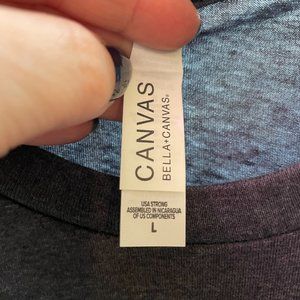 CANVAS
BELLA+CANVAS®
USA STRONG
ASSEMBLED IN NICARAGUA
OF US COMPONENTS
L